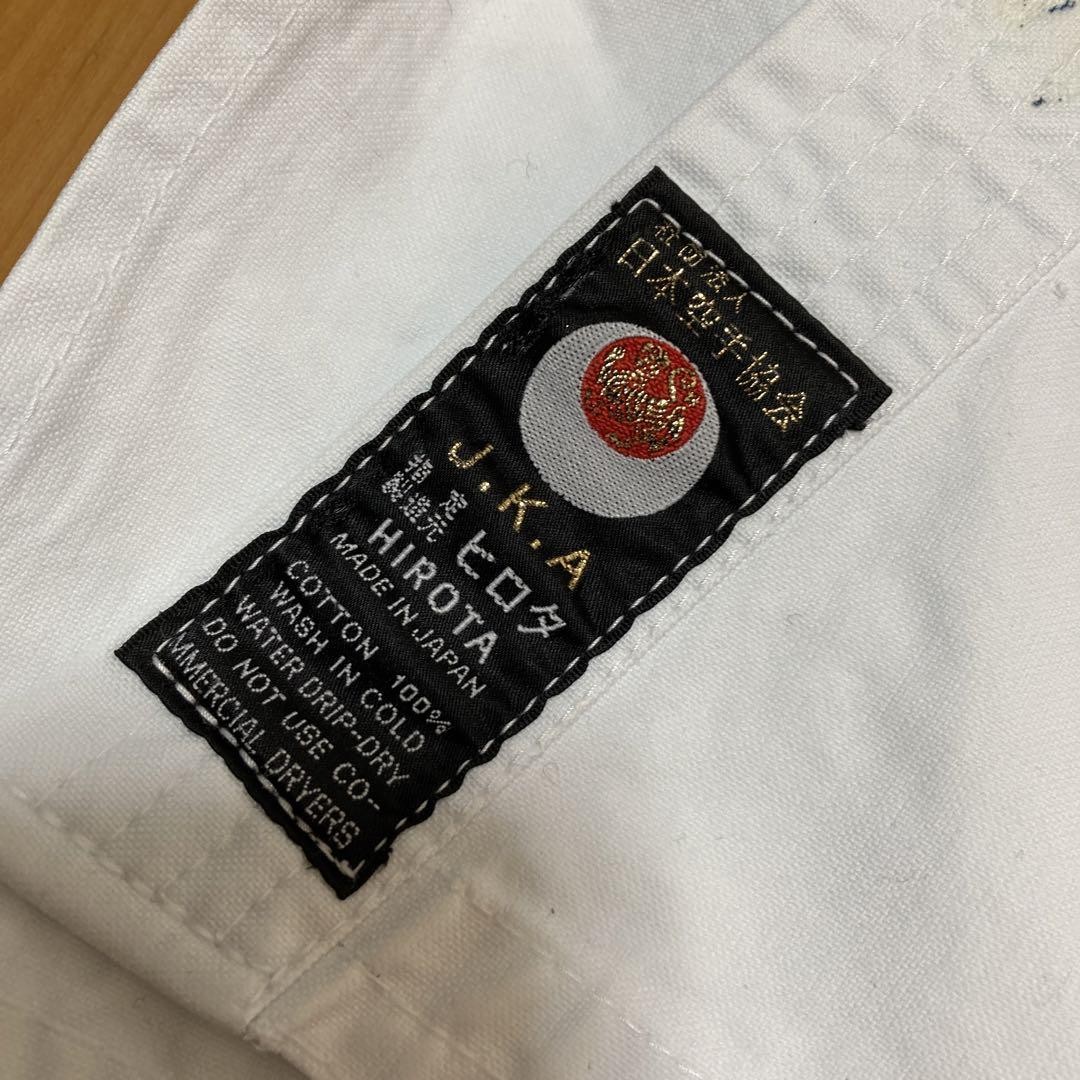 社団法人
日本空手協会
J.K.A
指定
製造元
ヒロタ
HIROTA
MADE IN JAPAN
COTTON 100%
WASH IN COLD
WATER DRIP-DRY
DO NOT USE CO-
MMERCIAL DRYERS